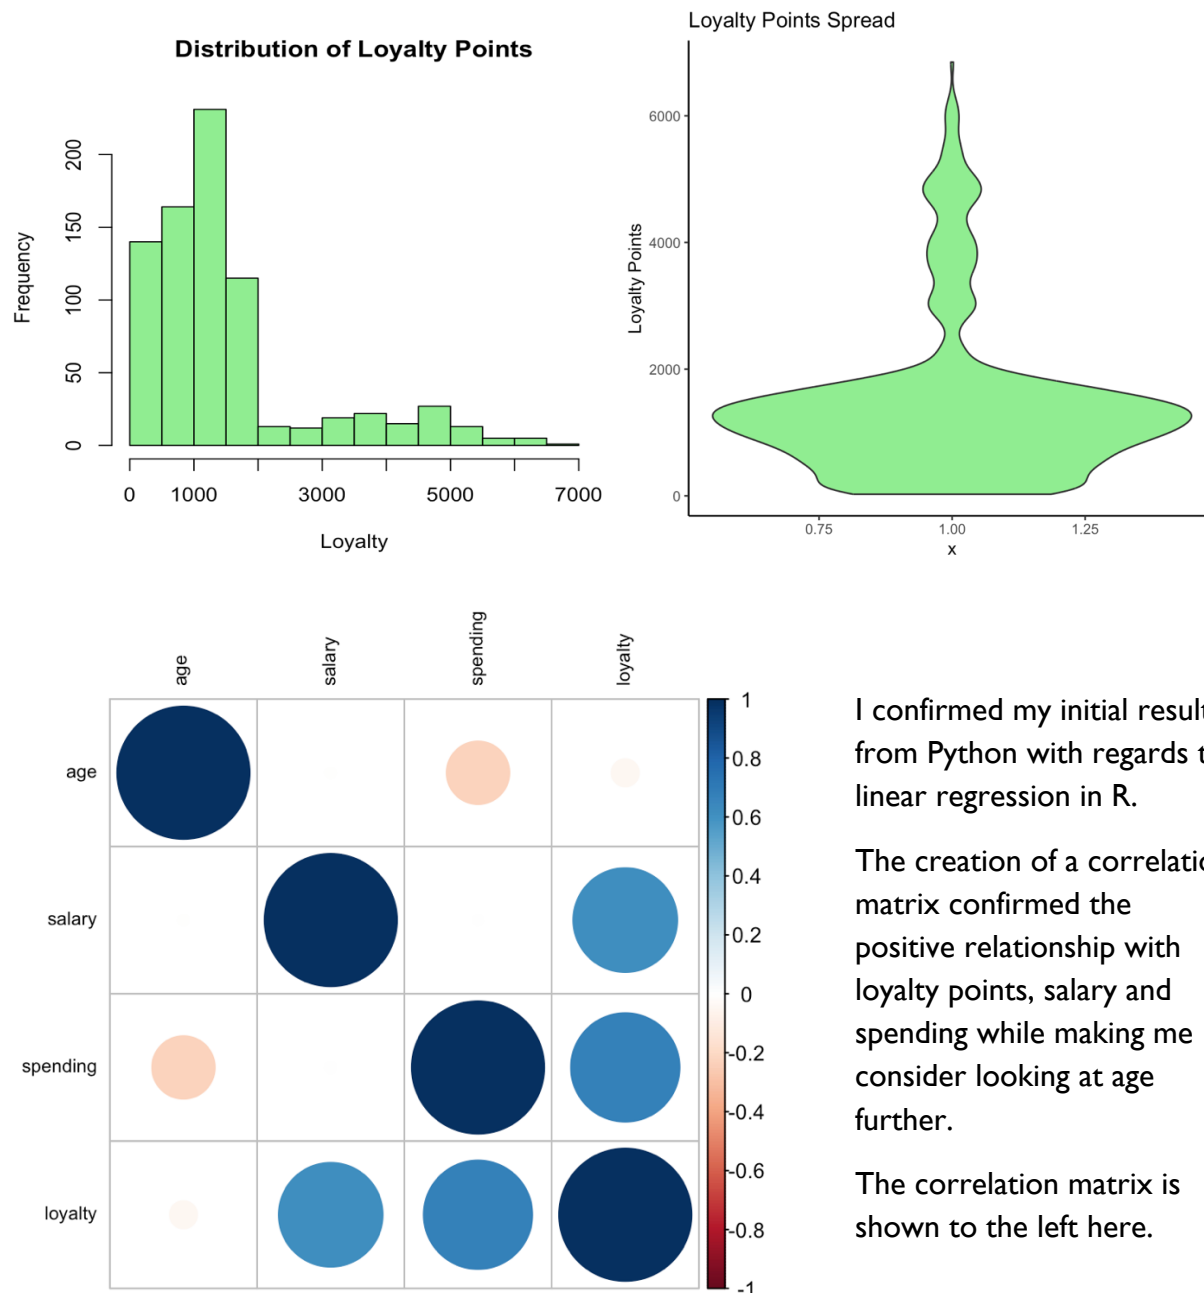 Distribution of Loyalty Points
Frequency
0
50
100
150
200
0 1000 3000 5000 7000
Loyalty
Loyalty Points Spread
Loyalty Points
6000
4000
2000
0
0.75 1.00 1.25
x
age salary spending loyalty
age
salary
spending
loyalty
1
0.8
0.6
0.4
0.2
0
-0.2
-0.4
-0.6
-0.8
-1
I confirmed my initial result
from Python with regards t
linear regression in R.
The creation of a correlatio
matrix confirmed the
positive relationship with
loyalty points, salary and
spending while making me
consider looking at age
further.
The correlation matrix is
shown to the left here.